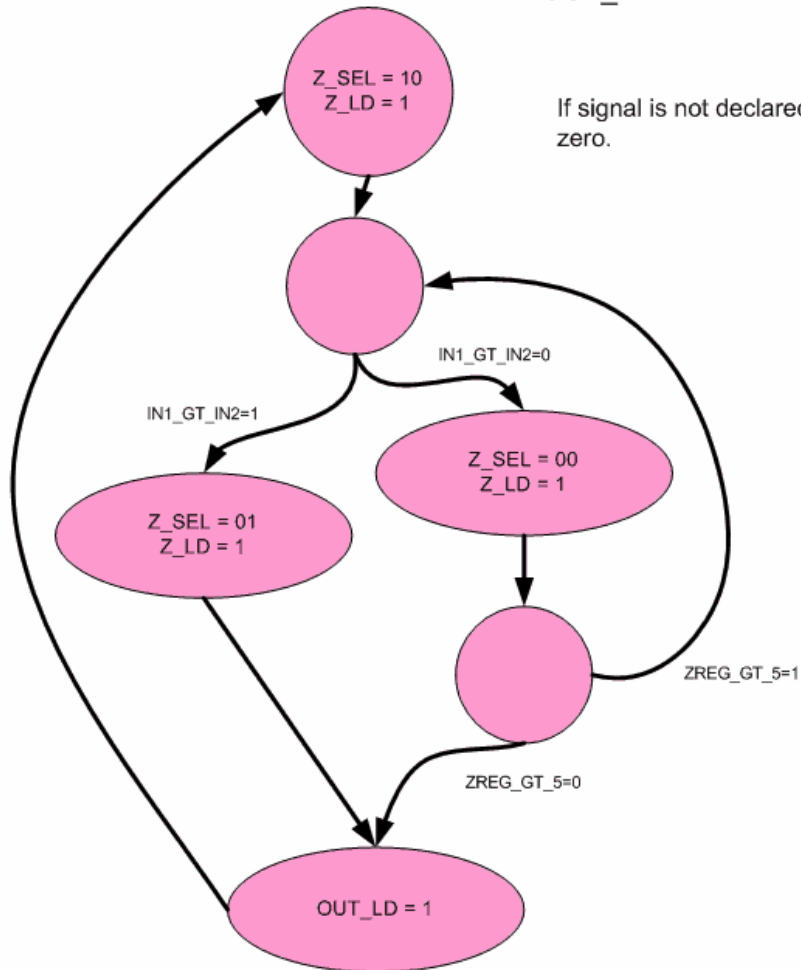 Z_SEL = 10
Z_LD = 1
If signal is not declared
zero.
IN1_GT_IN2=0
IN1_GT_IN2=1
Z_SEL = 00
Z_LD = 1
Z_SEL = 01
Z_LD = 1
ZREG_GT_5=1
ZREG_GT_5=0
OUT_LD = 1